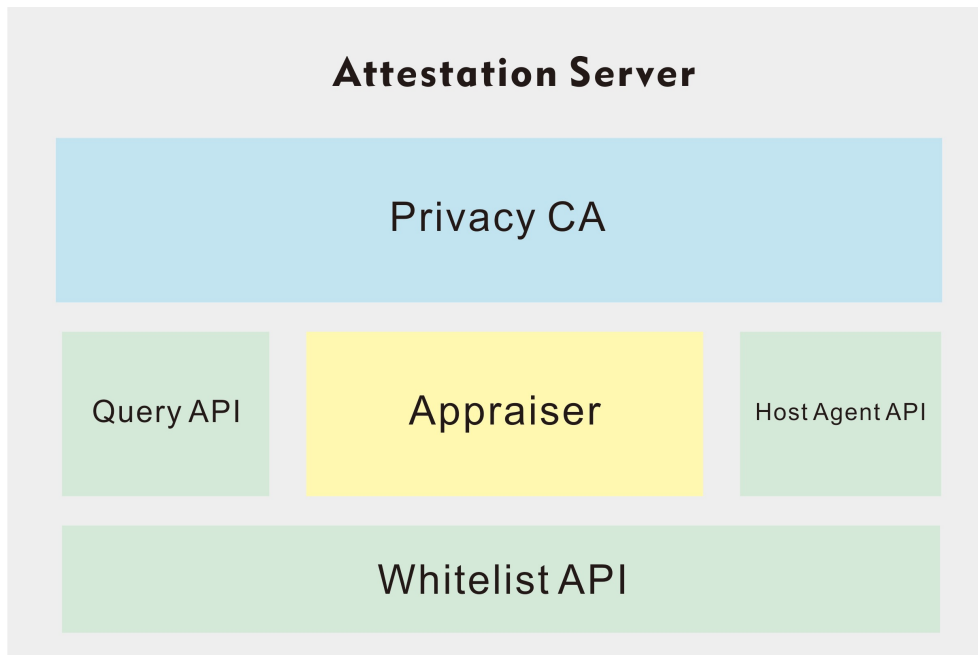 Attestation Server
Privacy CA
Query API
Appraiser
Host Agent API
Whitelist API